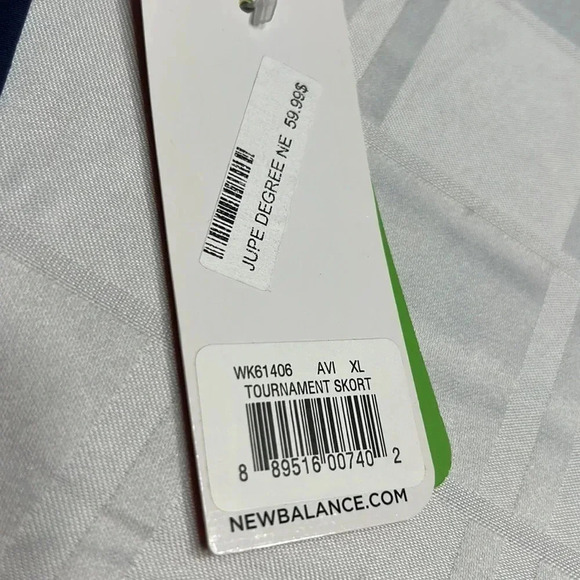 JUPE DEGREE NE 59.99$
WK61406 AVI XL
TOURNAMENT SKORT
8 89516 00740 2
NEWBALANCE.COM